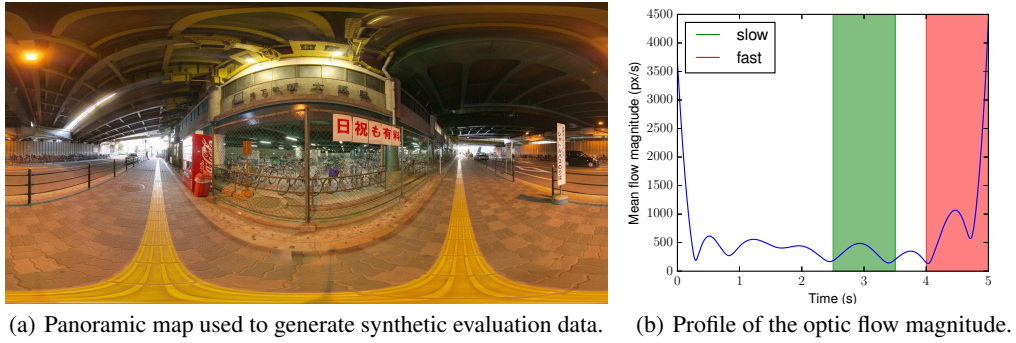 日祝も有料
Coca-Cola
slow
fast
Mean flow magnitude (px/s)
4500
4000
3500
3000
2500
2000
1500
1000
500
0
0 1 2 3 4 5
Time (s)
(a) Panoramic map used to generate synthetic evaluation data.
(b) Profile of the optic flow magnitude.